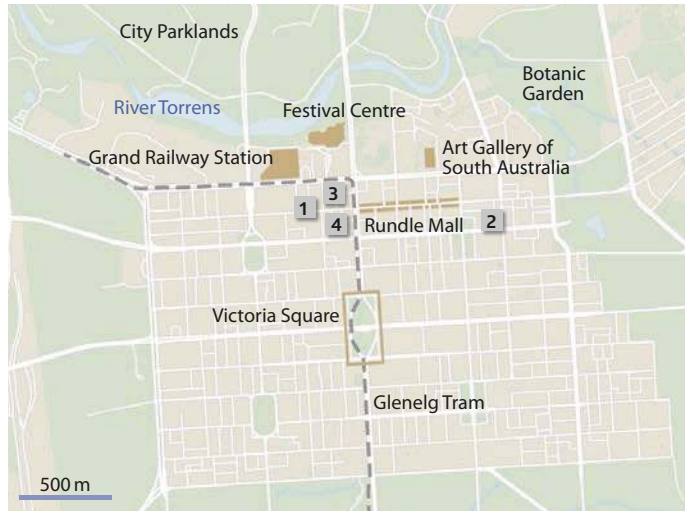 City Parklands
Botanic
Garden
River Torrens
Festival Centre
Art Gallery of
South Australia
Grand Railway Station
3
1
4
Rundle Mall
2
Victoria Square
Glenelg Tram
500 m